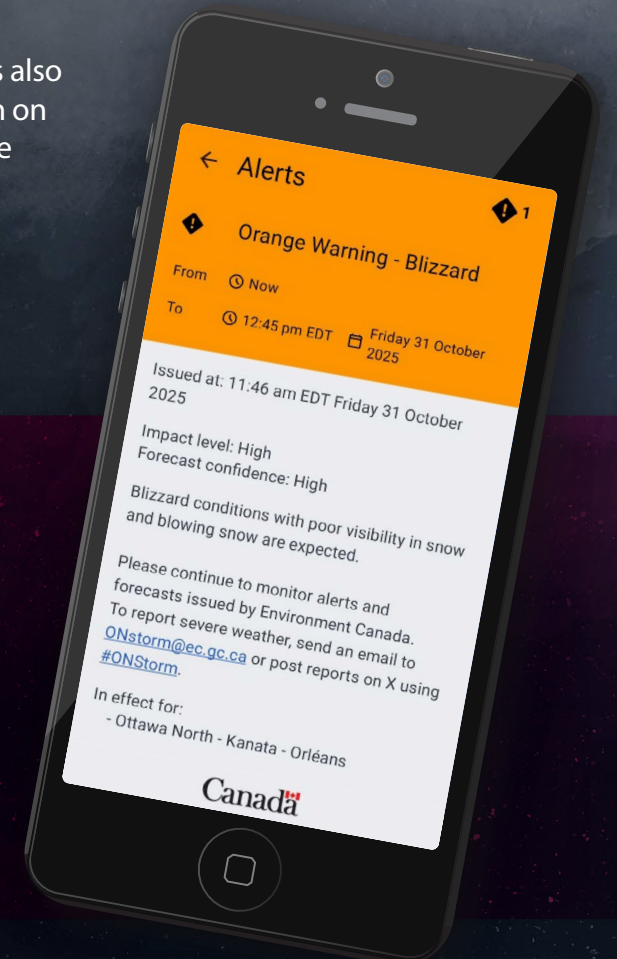 s also
n on
e
Alerts
1
Orange Warning - Blizzard
From Now
To 12:45 pm EDT Friday 31 October
2025
Issued at: 11:46 am EDT Friday 31 October
2025
Impact level: High
Forecast confidence: High
Blizzard conditions with poor visibility in snow
and blowing snow are expected.
Please continue to monitor alerts and
forecasts issued by Environment Canada.
To report severe weather, send an email to
ONstorm@ec.gc.ca or post reports on X using
#ONStorm.
In effect for:
- Ottawa North - Kanata - Orléans
Canada